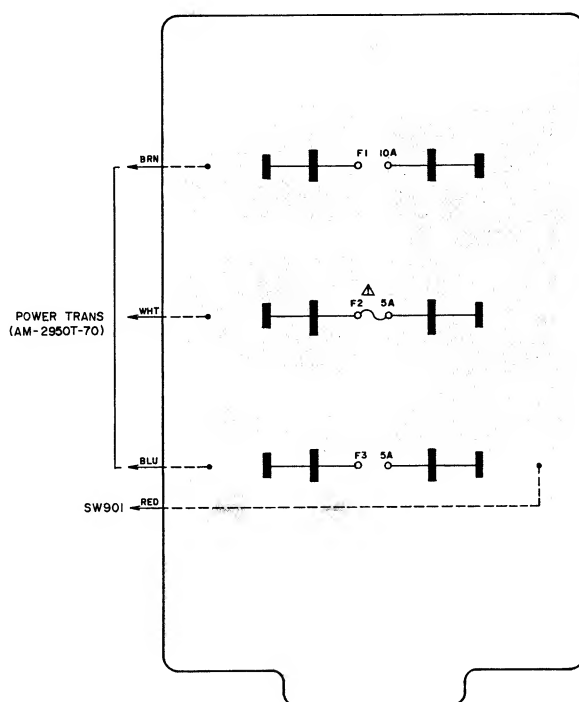 BRN
F1 10A
WHT
F2 5A
POWER TRANS
(AM-2950T-70)
BLU
F3 5A
SW901
RED